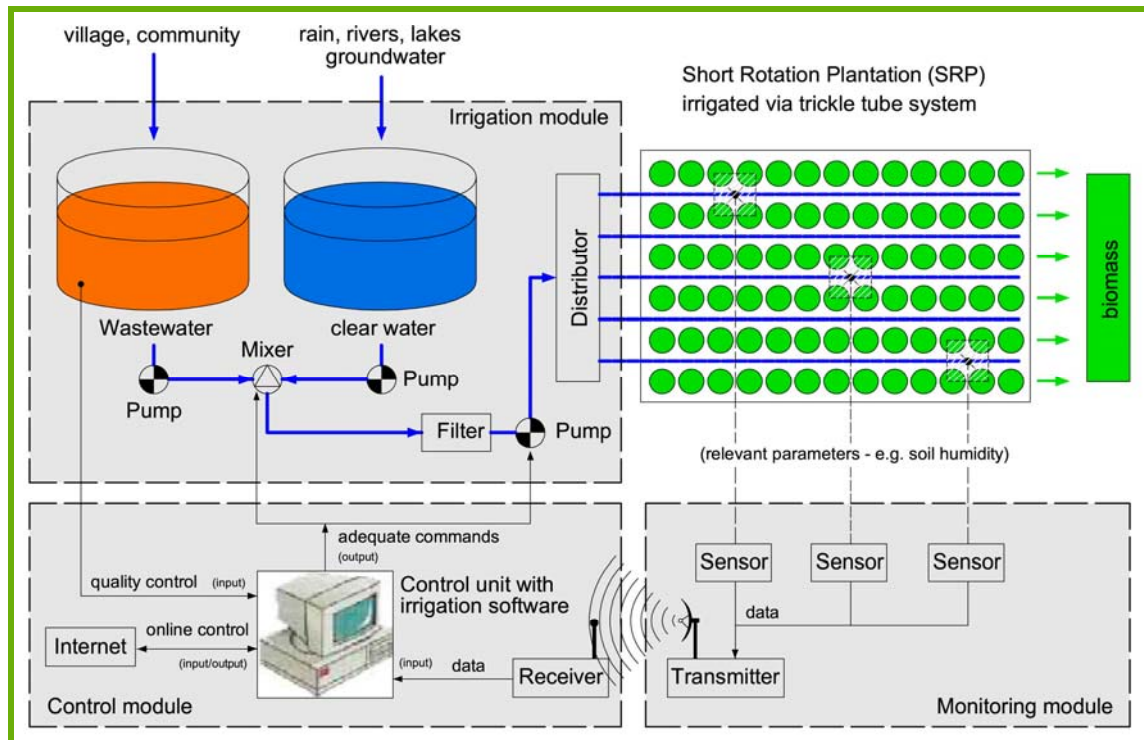 village, community
rain, rivers, lakes
groundwater
Short Rotation Plantation (SRP)
irrigated via trickle tube system
Irrigation module
Wastewater
clear water
Mixer
Pump
Pump
Filter
Pump
Distributor
biomass
(relevant parameters - e.g. soil humidity)
adequate commands
(output)
quality control (input)
Control unit with
irrigation software
Internet
online control
(input/output)
(input) data
Receiver
Control module
Sensor
Sensor
Sensor
data
Transmitter
Monitoring module